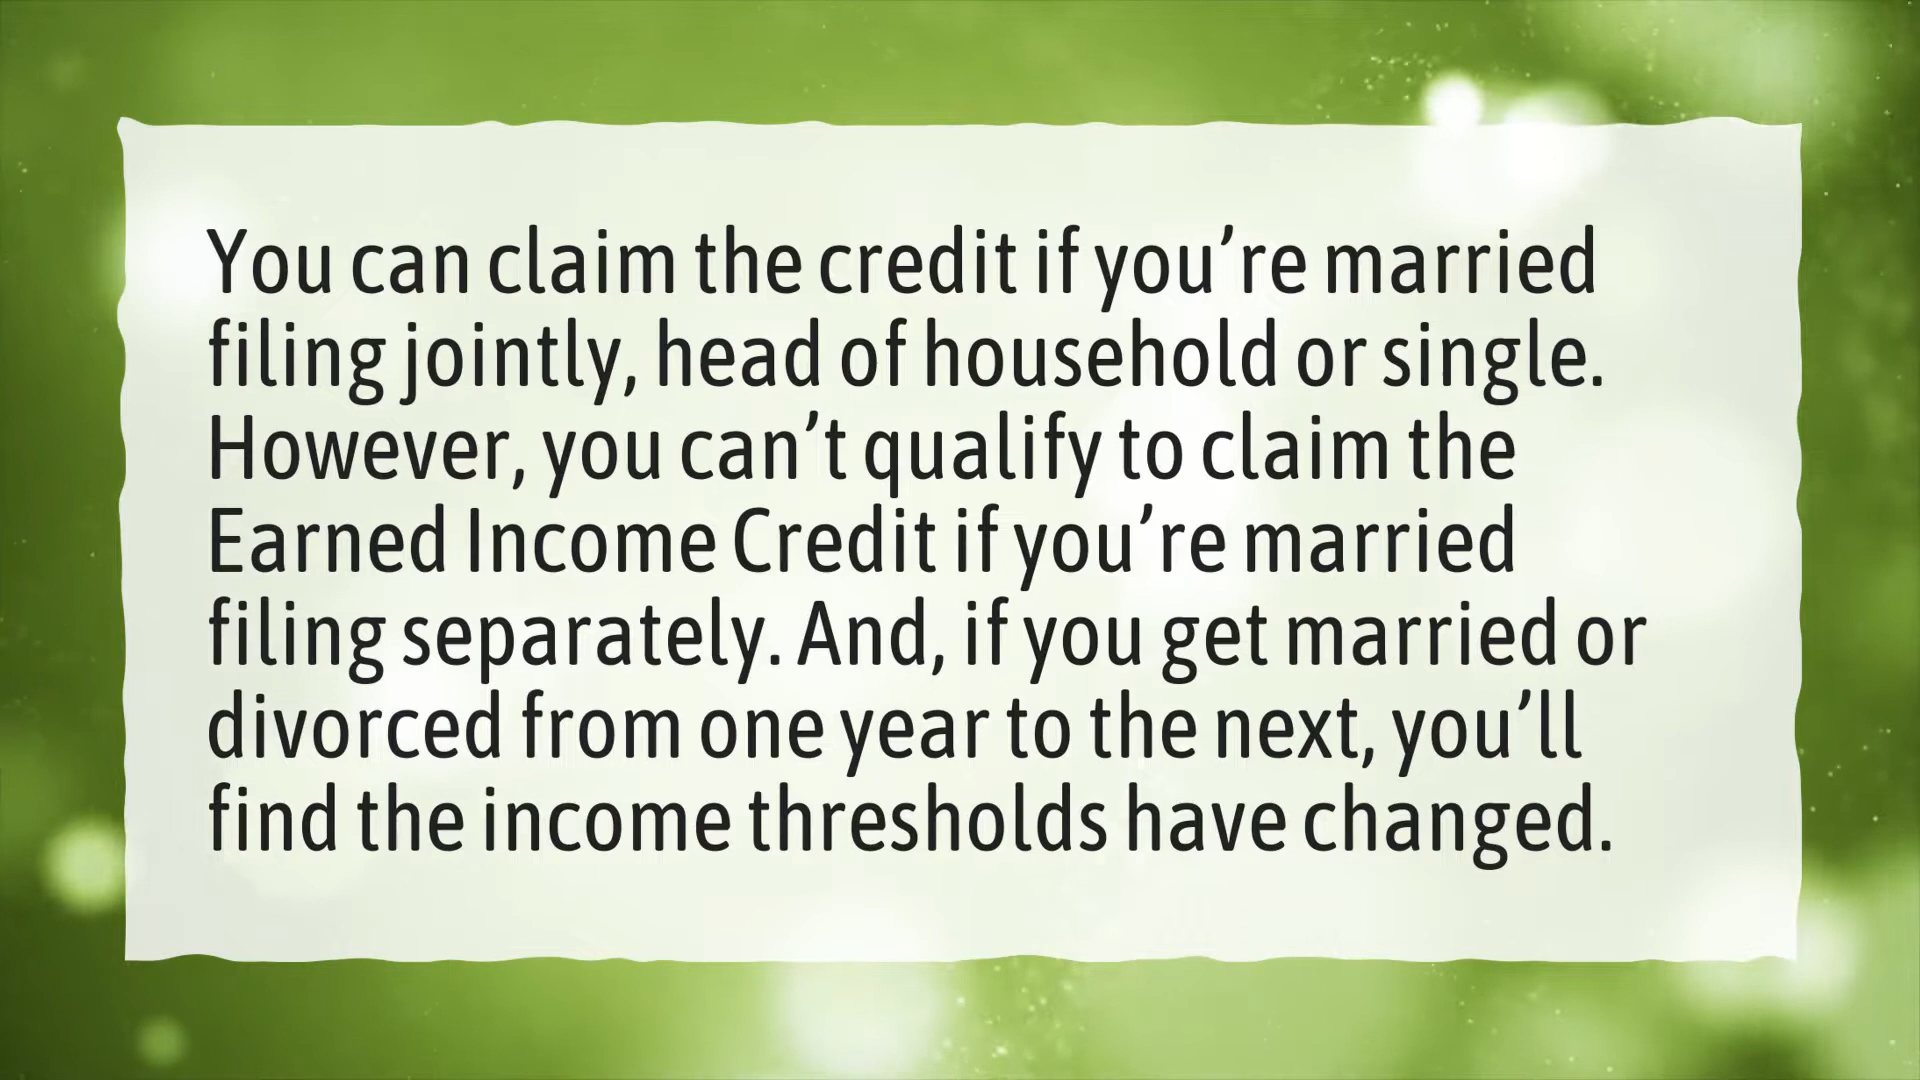 You can claim the credit if you’re married
filing jointly, head of household or single.
However, you can’t qualify to claim the
Earned Income Credit if you’re married
filing separately. And, if you get married or
divorced from one year to the next, you’ll
find the income thresholds have changed.